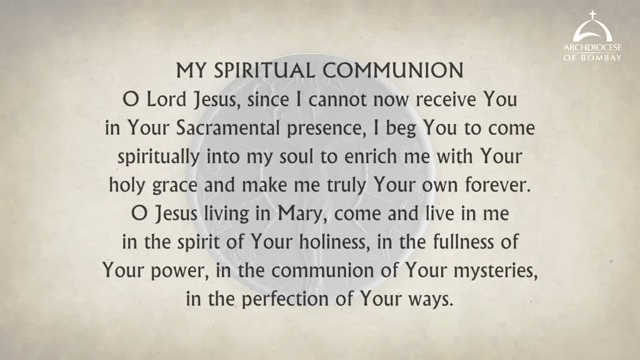 ARCHDIOCESE
OF BOMBAY
MY SPIRITUAL COMMUNION
O Lord Jesus, since I cannot now receive You
in Your Sacramental presence, I beg You to come
spiritually into my soul to enrich me with Your
holy grace and make me truly Your own forever.
O Jesus living in Mary, come and live in me
in the spirit of Your holiness, in the fullness of
Your power, in the communion of Your mysteries,
in the perfection of Your ways.